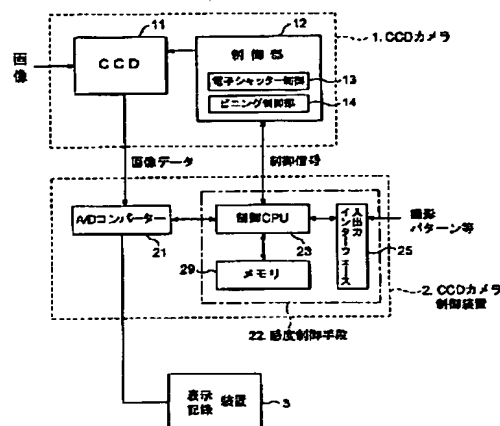 11
12
1. CCDカメラ
画像
CCD
制御部
電子シャッター制御
13
ビニング制御部
14
画像データ
制御信号
A/Dコンバーター
21
制御CPU
23
入出力インターフェース
25
撮影パターン等
29
メモリ
22. 感度制御手段
2. CCDカメラ制御装置
表示記録装置
3